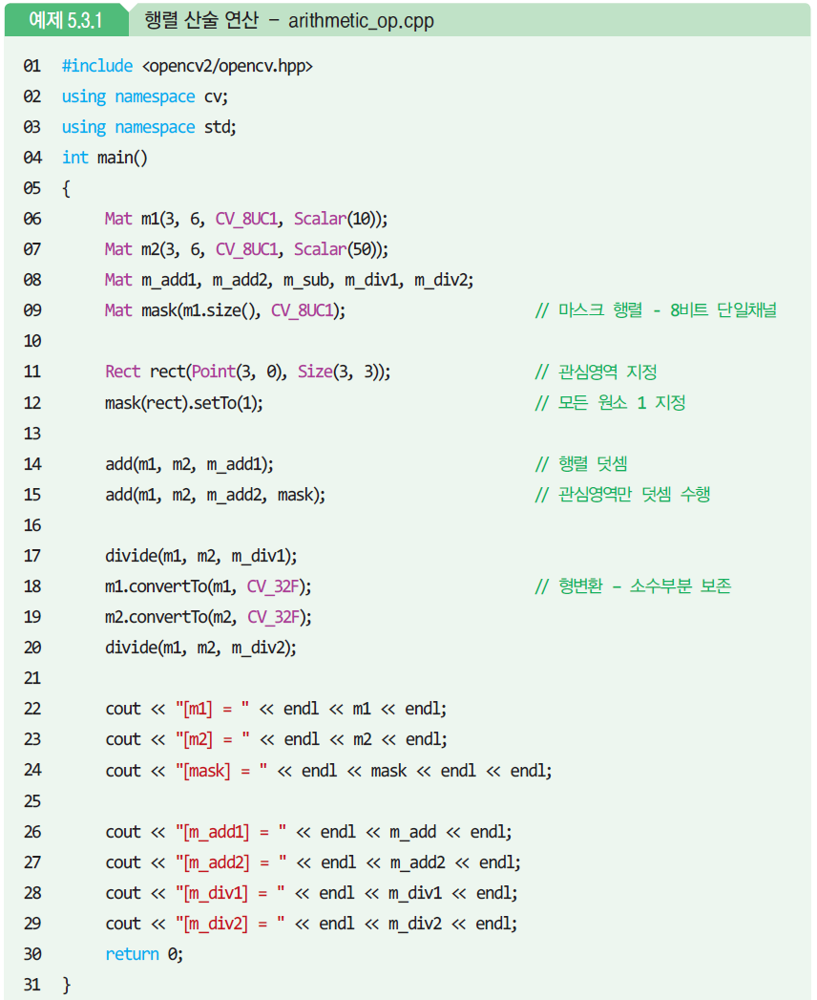 예제 5.3.1 행렬 산술 연산 - arithmetic_op.cpp
01 #include <opencv2/opencv.hpp>
02 using namespace cv;
03 using namespace std;
04 int main()
05 {
06 Mat m1(3, 6, CV_8UC1, Scalar(10));
07 Mat m2(3, 6, CV_8UC1, Scalar(50));
08 Mat m_add1, m_add2, m_sub, m_div1, m_div2;
09 Mat mask(m1.size(), CV_8UC1); // 마스크 행렬 - 8비트 단일채널
10
11 Rect rect(Point(3, 0), Size(3, 3)); // 관심영역 지정
12 mask(rect).setTo(1); // 모든 원소 1 지정
13
14 add(m1, m2, m_add1); // 행렬 덧셈
15 add(m1, m2, m_add2, mask); // 관심영역만 덧셈 수행
16
17 divide(m1, m2, m_div1);
18 m1.convertTo(m1, CV_32F); // 형변환 - 소수부분 보존
19 m2.convertTo(m2, CV_32F);
20 divide(m1, m2, m_div2);
21
22 cout << "[m1] = " << endl << m1 << endl;
23 cout << "[m2] = " << endl << m2 << endl;
24 cout << "[mask] = " << endl << mask << endl << endl;
25
26 cout << "[m_add1] = " << endl << m_add << endl;
27 cout << "[m_add2] = " << endl << m_add2 << endl;
28 cout << "[m_div1] = " << endl << m_div1 << endl;
29 cout << "[m_div2] = " << endl << m_div2 << endl;
30 return 0;
31 }